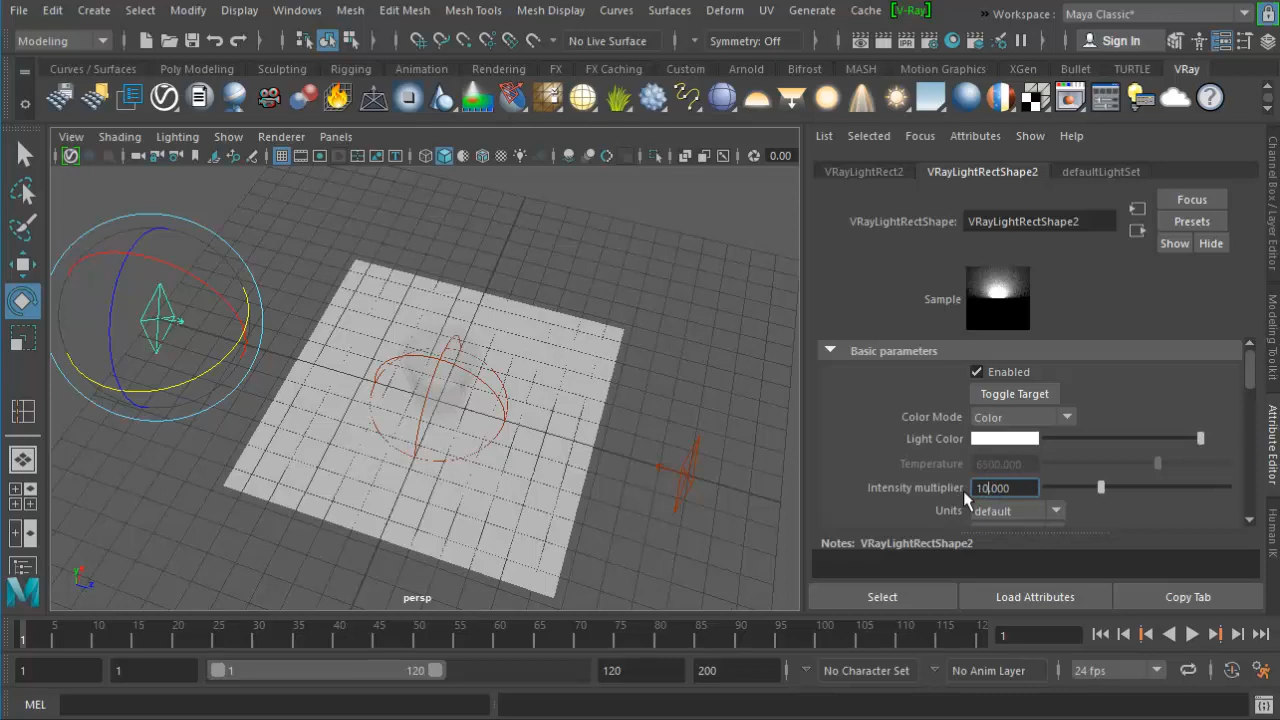 File Edit Create Select Modify Display Windows Mesh Edit Mesh Mesh Tools Mesh Display Curves Surfaces Deform UV Generate Cache [V-Ray] » Workspace : Maya Classic*
Modeling No Live Surface Symmetry: Off Sign In
Curves / Surfaces Poly Modeling Sculpting Rigging Animation Rendering FX FX Caching Custom Arnold Bifrost MASH Motion Graphics XGen Bullet TURTLE VRay
View Shading Lighting Show Renderer Panels
0.00
List Selected Focus Attributes Show Help
VRayLightRect2 VRayLightRectShape2 defaultLightSet
Focus
VRayLightRectShape: VRayLightRectShape2 Presets
Show Hide
Sample
Basic parameters
Enabled
Toggle Target
Color Mode Color
Light Color
Temperature 6500.000
Intensity multiplier 10.000
Units default
Notes: VRayLightRectShape2
Select Load Attributes Copy Tab
persp
Channel Box / Layer Editor
Modeling Toolkit
Attribute Editor
Human IK
5 10 15 20 25 30 35 40 45 50 55 60 65 70 75 80 85 90 95 100 105 110 115 12
1 1
1 1 1 120 120 200 No Character Set No Anim Layer 24 fps
MEL